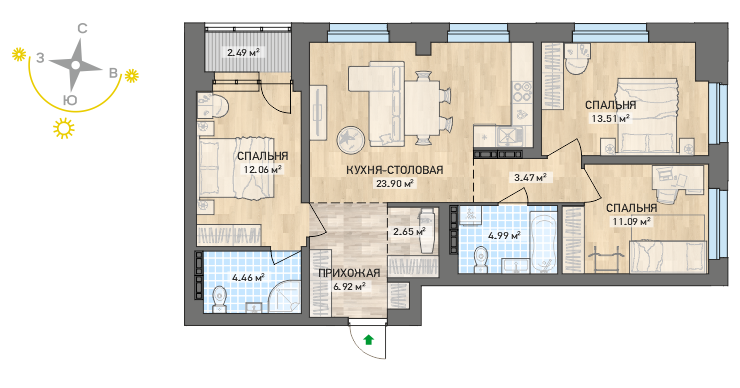 С
З
В
Ю
2.49 м²
СПАЛЬНЯ
12.06 м²
КУХНЯ-СТОЛОВАЯ
23.90 м²
СПАЛЬНЯ
13.51 м²
3.47 м²
СПАЛЬНЯ
11.09 м²
2.65 м²
4.99 м²
4.46 м²
ПРИХОЖАЯ
6.92 м²